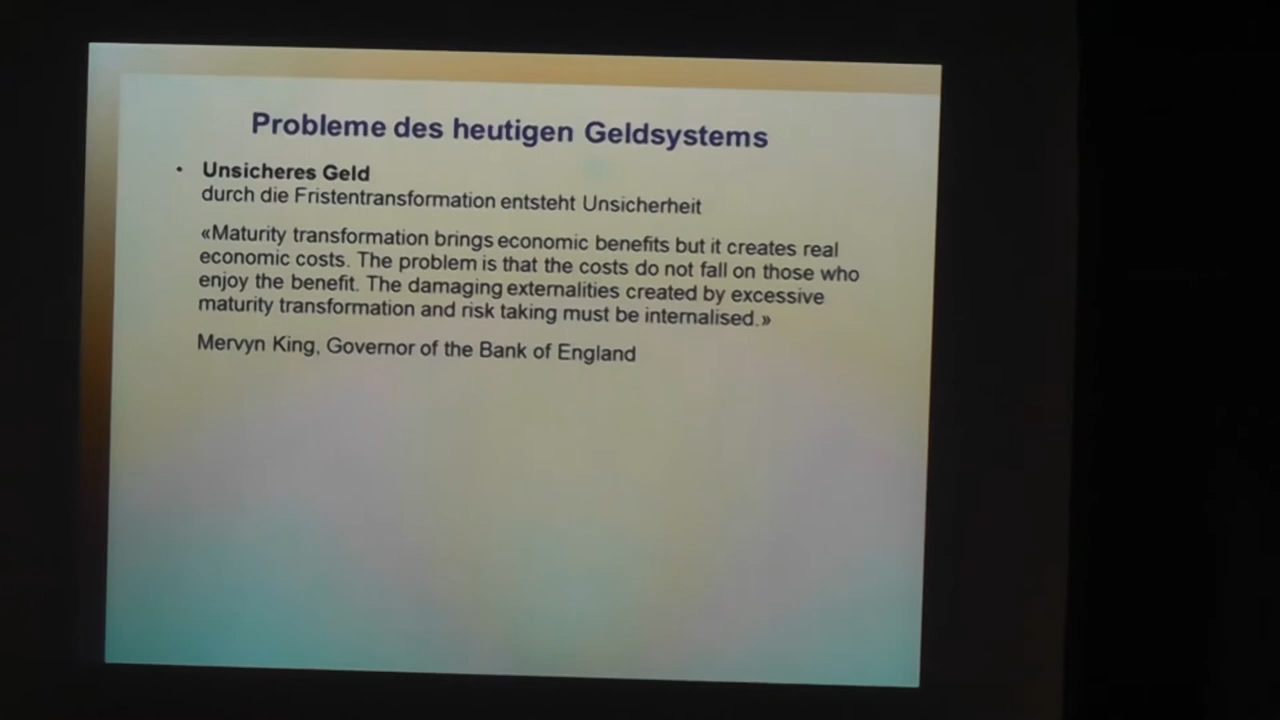 Probleme des heutigen Geldsystems
• Unsicheres Geld
durch die Fristentransformation entsteht Unsicherheit
«Maturity transformation brings economic benefits but it creates real
economic costs. The problem is that the costs do not fall on those who
enjoy the benefit. The damaging externalities created by excessive
maturity transformation and risk taking must be internalised.»
Mervyn King, Governor of the Bank of England